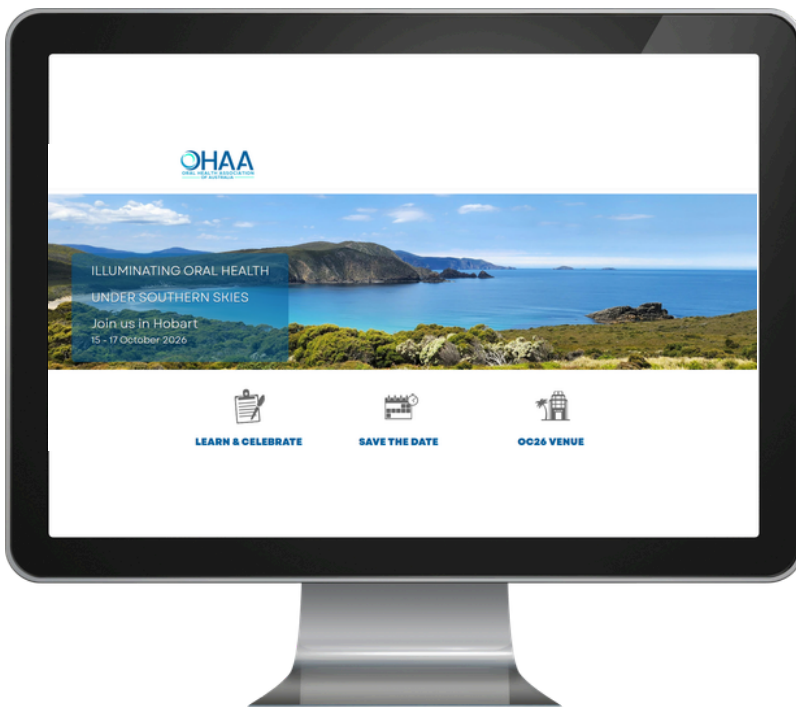 OHAA
ORAL HEALTH ASSOCIATION
OF AUSTRALIA
ILLUMINATING ORAL HEALTH
UNDER SOUTHERN SKIES
Join us in Hobart
15 - 17 October 2026
LEARN & CELEBRATE
SAVE THE DATE
OC26 VENUE